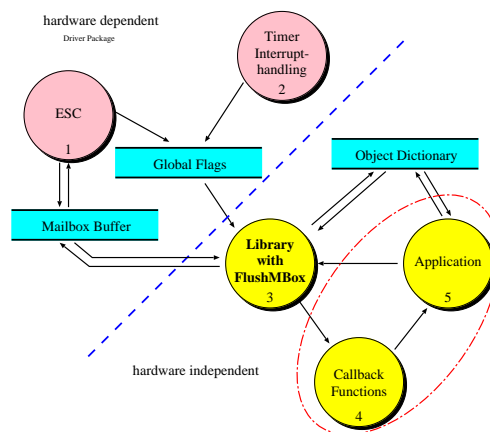 hardware dependent
Driver Package
Timer
Interrupt-
handling
2
ESC
1
Global Flags
Object Dictionary
Mailbox Buffer
Library
with
FlushMBox
3
Application
5
hardware independent
Callback
Functions
4